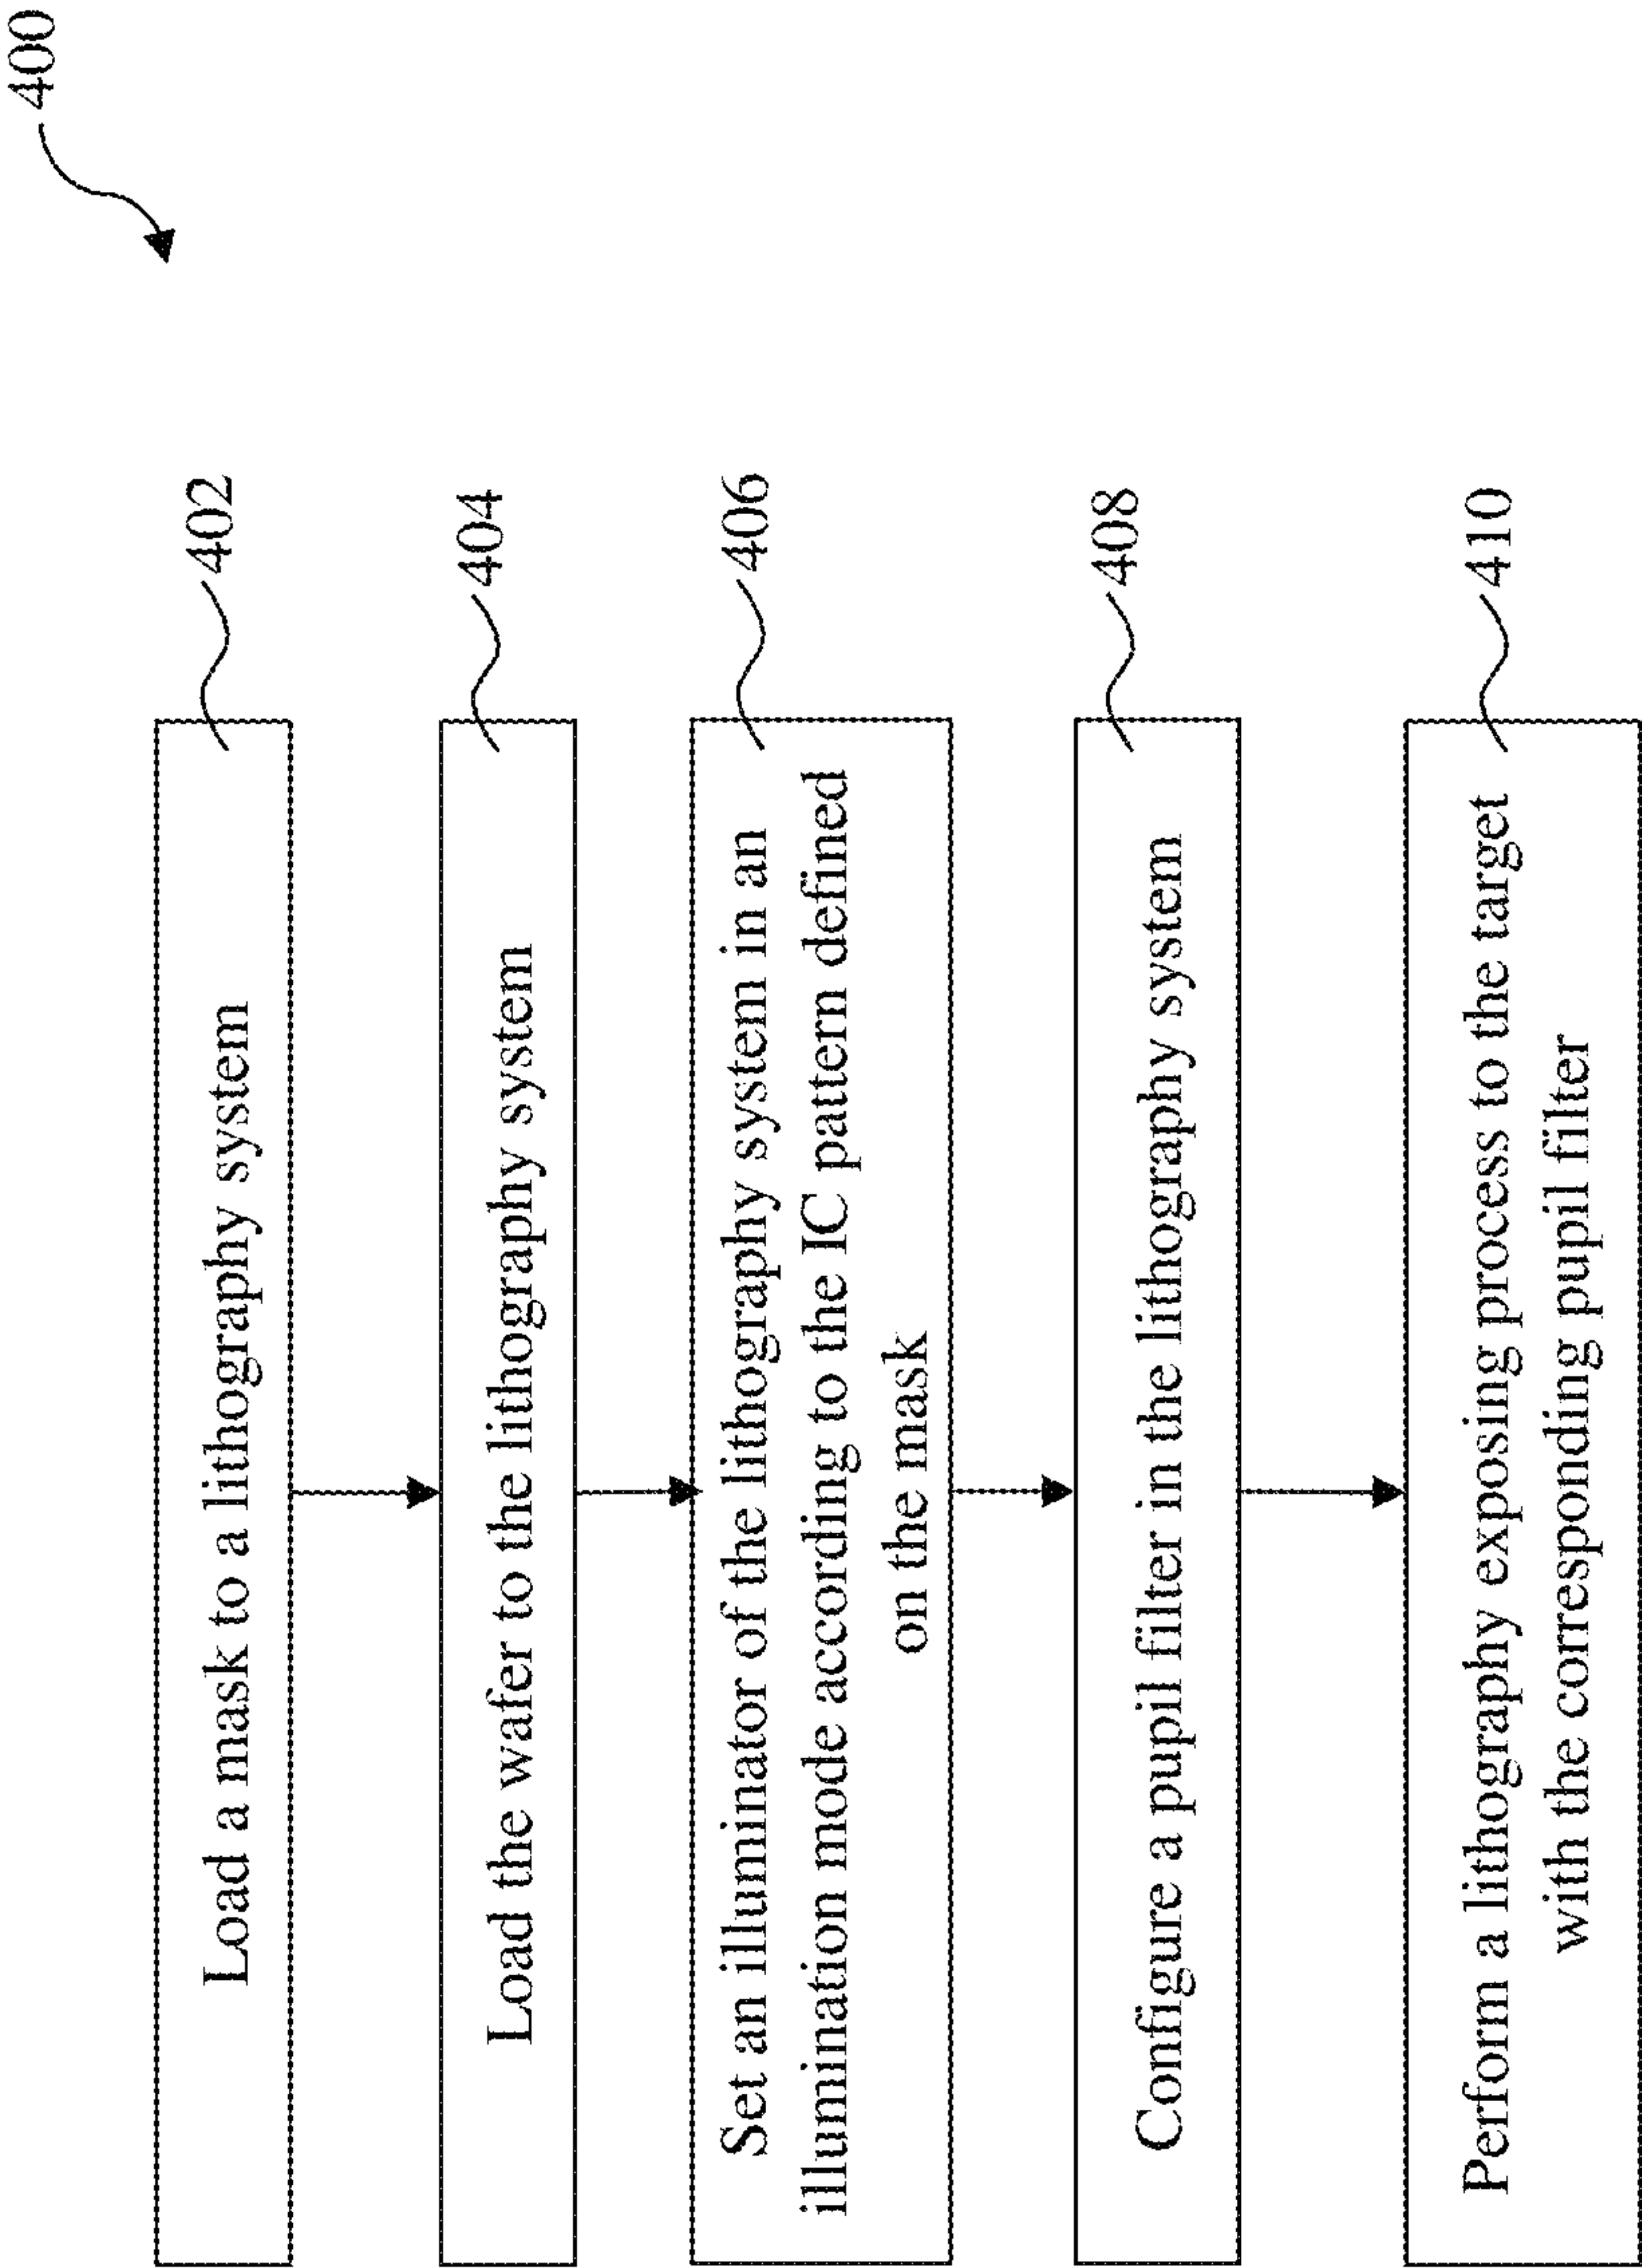 400
Load a mask to a lithography system
402
Load the wafer to the lithography system
404
Set an illuminator of the lithography system in an
illumination mode according to the IC pattern defined
on the mask
406
Configure a pupil filter in the lithography system
408
Perform a lithography exposing process to the target
with the corresponding pupil filter
410